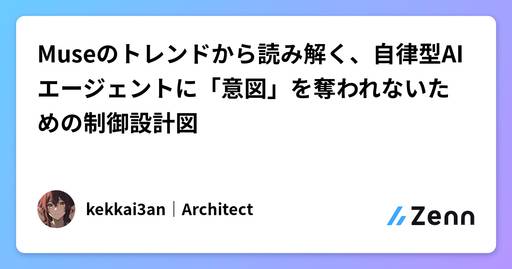 Museのトレンドから読み解く、自律型AI
エージェントに「意図」を奪われないた
めの制御設計図
kekkai3an｜Architect
Zenn